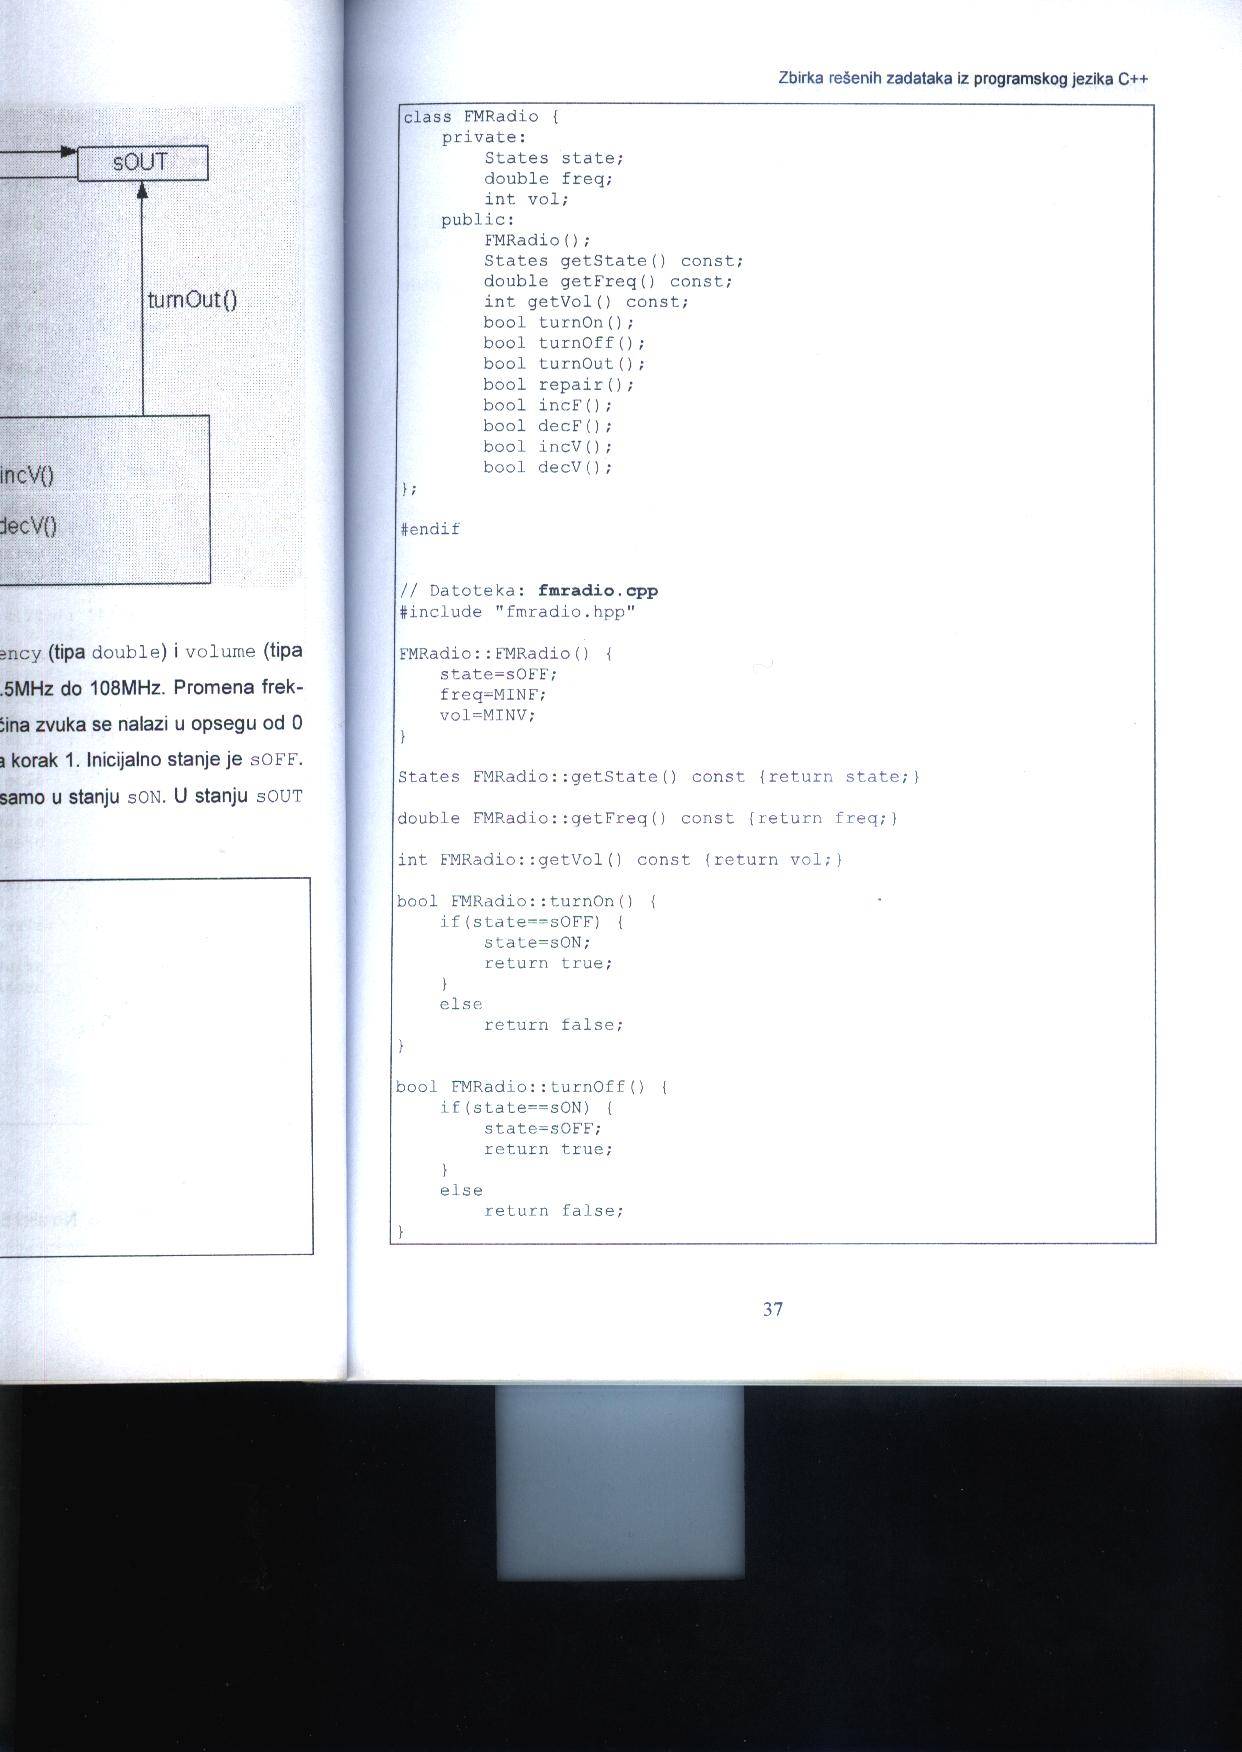 sOUT
turnOut()
incV()
decV()
ency (tipa double) i volume (tipa
.5MHz do 108MHz. Promena frek-
čina zvuka se nalazi u opsegu od 0
a korak 1. Inicijalno stanje je sOFF.
samo u stanju sON. U stanju sOUT
Zbirka rešenih zadataka iz programskog jezika C++
class FMRadio {
private:
States state;
double freq;
int vol;
public:
FMRadio();
States getState() const;
double getFreq() const;
int getVol() const;
bool turnOn();
bool turnOff();
bool turnOut();
bool repair();
bool incF();
bool decF();
bool incV();
bool decV();
};
#endif
// Datoteka: fmradio.cpp
#include "fmradio.hpp"
FMRadio::FMRadio() {
state=sOFF;
freq=MINF;
vol=MINV;
}
States FMRadio::getState() const {return state;}
double FMRadio::getFreq() const {return freq;}
int FMRadio::getVol() const {return vol;}
bool FMRadio::turnOn() {
if(state==sOFF) {
state=sON;
return true;
}
else
return false;
}
bool FMRadio::turnOff() {
if(state==sON) {
state=sOFF;
return true;
}
else
return false;
}
37